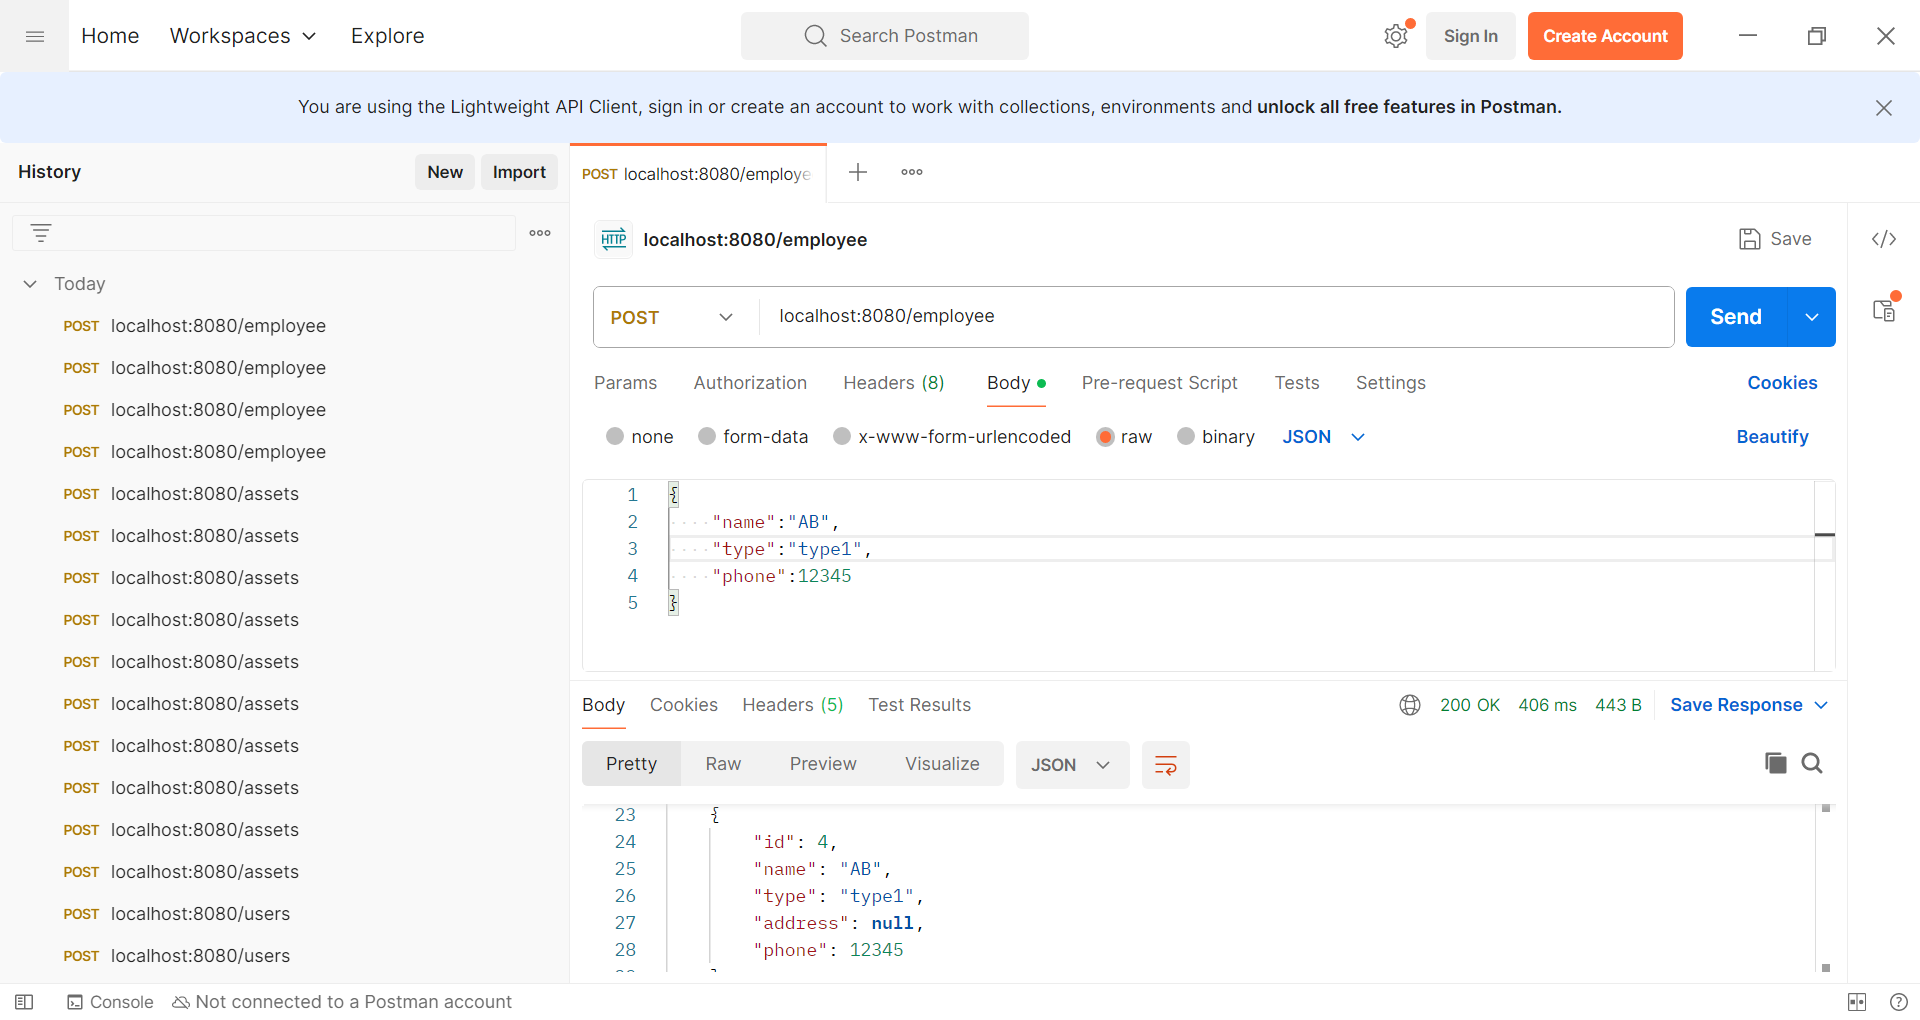 Home Workspaces Explore Search Postman Sign In Create Account
You are using the Lightweight API Client, sign in or create an account to work with collections, environments and unlock all free features in Postman.
History New Import
Today
POST localhost:8080/employee
POST localhost:8080/employee
POST localhost:8080/employee
POST localhost:8080/employee
POST localhost:8080/assets
POST localhost:8080/assets
POST localhost:8080/assets
POST localhost:8080/assets
POST localhost:8080/assets
POST localhost:8080/assets
POST localhost:8080/assets
POST localhost:8080/assets
POST localhost:8080/assets
POST localhost:8080/assets
POST localhost:8080/users
POST localhost:8080/users
POST localhost:8080/employe
HTTP localhost:8080/employee Save </>
POST localhost:8080/employee Send
Params Authorization Headers (8) Body Pre-request Script Tests Settings Cookies
none form-data x-www-form-urlencoded raw binary JSON Beautify
1 {
2 "name":"AB",
3 "type":"type1",
4 "phone":12345
5 }
Body Cookies Headers (5) Test Results 200 OK 406 ms 443 B Save Response
Pretty Raw Preview Visualize JSON
23 {
24 "id": 4,
25 "name": "AB",
26 "type": "type1",
27 "address": null,
28 "phone": 12345
Console Not connected to a Postman account